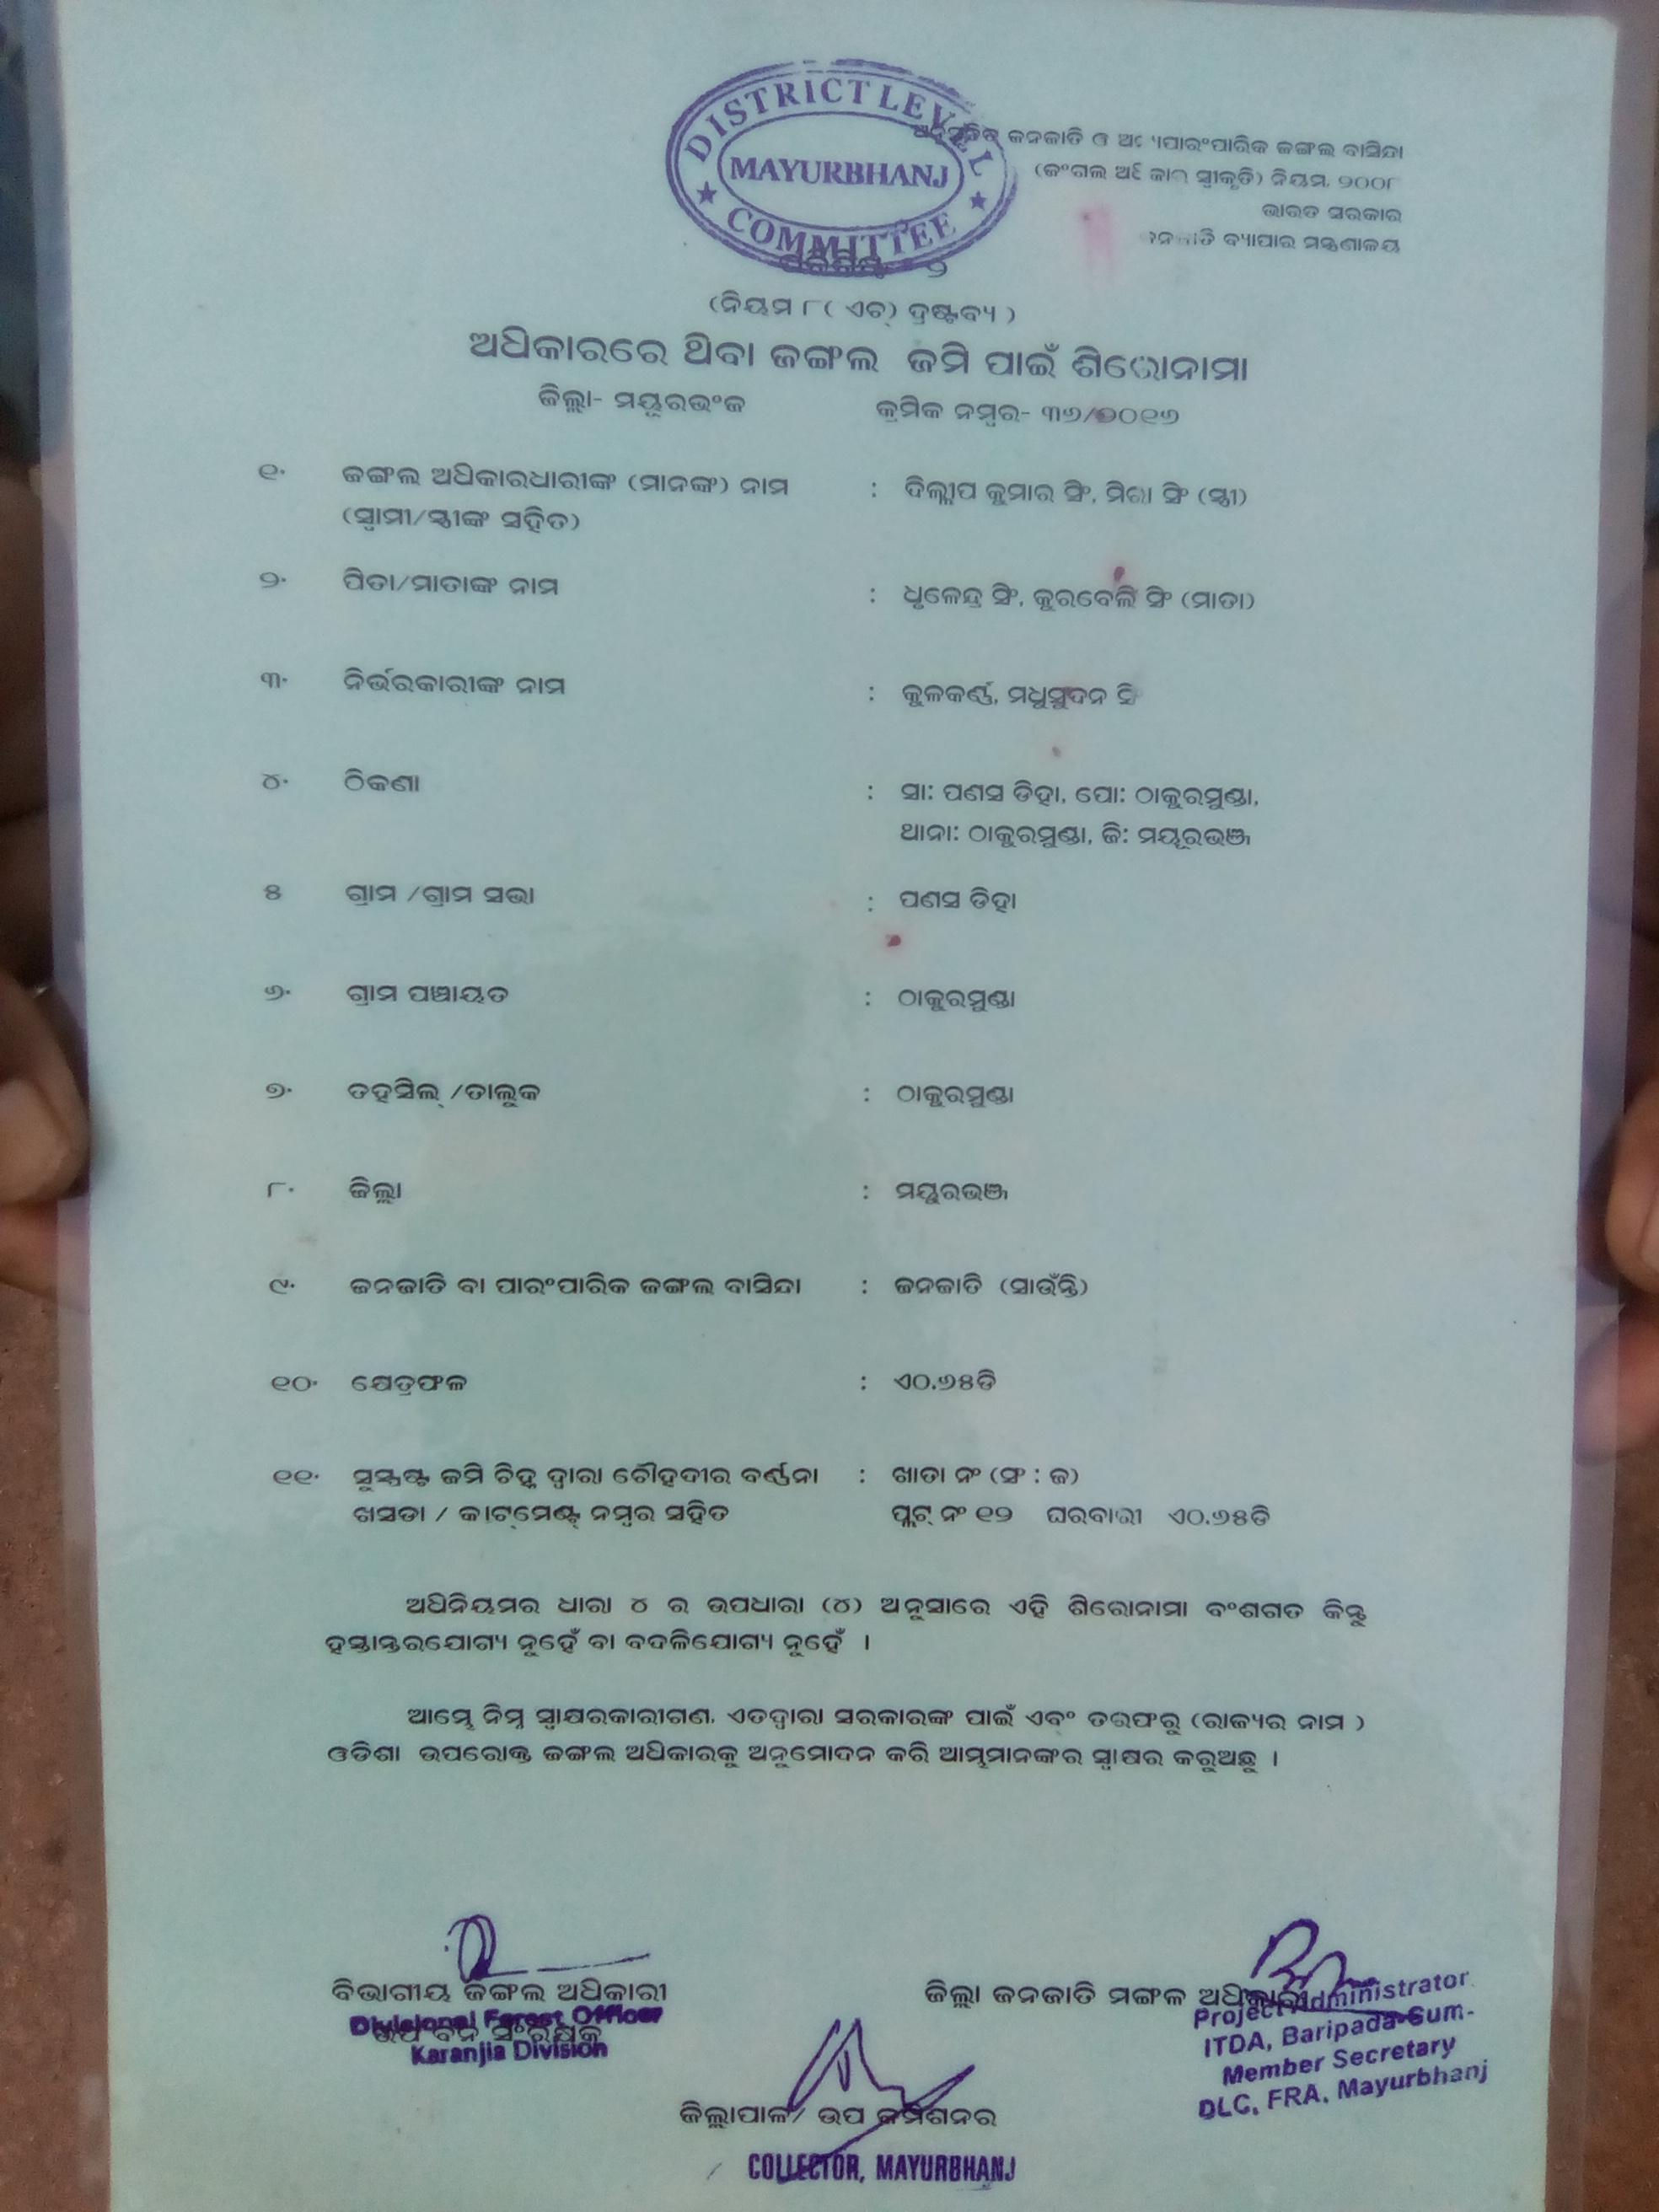 DISTRICT LEVEL
MAYURBHANJ
COMMITTEE
ଜନଜାତି ଓ ଅନ୍ୟପାରଂପାରିକ ଜଙ୍ଗଲ ବାସିନ୍ଦା
(ଜଂଗଲ ଅଧିକାର ସ୍ୱୀକୃତି) ନିୟମ, ୨୦୦୮
ଭାରତ ସରକାର
ଜନଜାତି ବ୍ୟାପାର ମନ୍ତ୍ରଣାଳୟ
୨
(ନିୟମ ୮( ଏଚ୍) ଦ୍ରଷ୍ଟବ୍ୟ )
ଅଧିକାରରେ ଥିବା ଜଙ୍ଗଲ ଜମି ପାଇଁ ଶିରୋନାମା
ଜିଲ୍ଲା- ମୟୂରଭଂଜ କ୍ରମିକ ନମ୍ବର- ୩୬/୨୦୧୬
୧. ଜଙ୍ଗଲ ଅଧିକାରଧାରୀଙ୍କ (ମାନଙ୍କ) ନାମ : ଦିଲ୍ଲୀପ କୁମାର ସିଂ, ମିରା ସିଂ (ସ୍ତ୍ରୀ)
(ସ୍ୱାମୀ/ସ୍ତ୍ରୀଙ୍କ ସହିତ)
୨. ପିତା/ମାତାଙ୍କ ନାମ : ଧୃଳେନ୍ଦ୍ର ସିଂ, କୁରବେଲି ସିଂ (ମାତା)
୩. ନିର୍ଭରକାରୀଙ୍କ ନାମ : କୁଳକର୍ଣ୍ଣ, ମଧୁସୁଦନ ସିଂ
୪. ଠିକଣା : ସା: ପଣସ ଡିହା, ପୋ: ଠାକୁରମୁଣ୍ଡା,
ଥାନା: ଠାକୁରମୁଣ୍ଡା, ଜି: ମୟୂରଭଞ୍ଜ
୫ ଗ୍ରାମ /ଗ୍ରାମ ସଭା : ପଣସ ଡିହା
୬. ଗ୍ରାମ ପଞ୍ଚାୟତ : ଠାକୁରମୁଣ୍ଡା
୭. ତହସିଲ୍ /ତାଲୁକ : ଠାକୁରମୁଣ୍ଡା
୮. ଜିଲ୍ଲା : ମୟୁରଭଞ୍ଜ
୯. ଜନଜାତି ବା ପାରଂପାରିକ ଜଙ୍ଗଲ ବାସିନ୍ଦା : ଜନଜାତି (ସାଉଁନ୍ତି)
୧୦. କ୍ଷେତ୍ରଫଳ : ଏ୦.୬୫ଡି
୧୧. ସୁସ୍ପଷ୍ଟ ଜମି ଚିହ୍ନ ଦ୍ୱାରା ଚୌହଦୀର ବର୍ଣ୍ଣନା : ଖାତା ନଂ (ସଂ : ଜ)
ଖସଡା / କାଟ୍‌ମେଣ୍ଟ୍ ନମ୍ବର ସହିତ ପ୍ଲଟ୍ ନଂ ୧୨ ଘରବାରୀ ଏ୦.୬୫ଡି
ଅଧିନିୟମର ଧାରା ୪ ର ଉପଧାରା (୪) ଅନୁସାରେ ଏହି ଶିରୋନାମା ବଂଶଗତ କିନ୍ତୁ
ହସ୍ତାନ୍ତରଯୋଗ୍ୟ ନୁହେଁ ବା ବଦଳିଯୋଗ୍ୟ ନୁହେଁ ।
ଆମ୍ଭେ ନିମ୍ନ ସ୍ୱାକ୍ଷରକାରୀଗଣ, ଏତଦ୍ୱାରା ସରକାରଙ୍କ ପାଇଁ ଏବଂ ତରଫରୁ (ରାଜ୍ୟର ନାମ )
ଓଡିଶା ଉପରୋକ୍ତ ଜଙ୍ଗଲ ଅଧିକାରକୁ ଅନୁମୋଦନ କରି ଆମ୍ଭମାନଙ୍କର ସ୍ୱାକ୍ଷର କରୁଅଛୁ ।
ବିଭାଗୀୟ ଜଙ୍ଗଲ ଅଧିକାରୀ
ଉପ ବନ ସଂରକ୍ଷକ
Divisional Forest Officer
Karanjia Division
ଜିଲ୍ଲା ଜନଜାତି ମଙ୍ଗଳ ଅଧିକାରୀ
Project Administrator
ITDA, Baripada-Cum-
Member Secretary
DLC, FRA, Mayurbhanj
ଜିଲ୍ଲାପାଳ/ ଉପ କମିଶନର
COLLECTOR, MAYURBHANJ